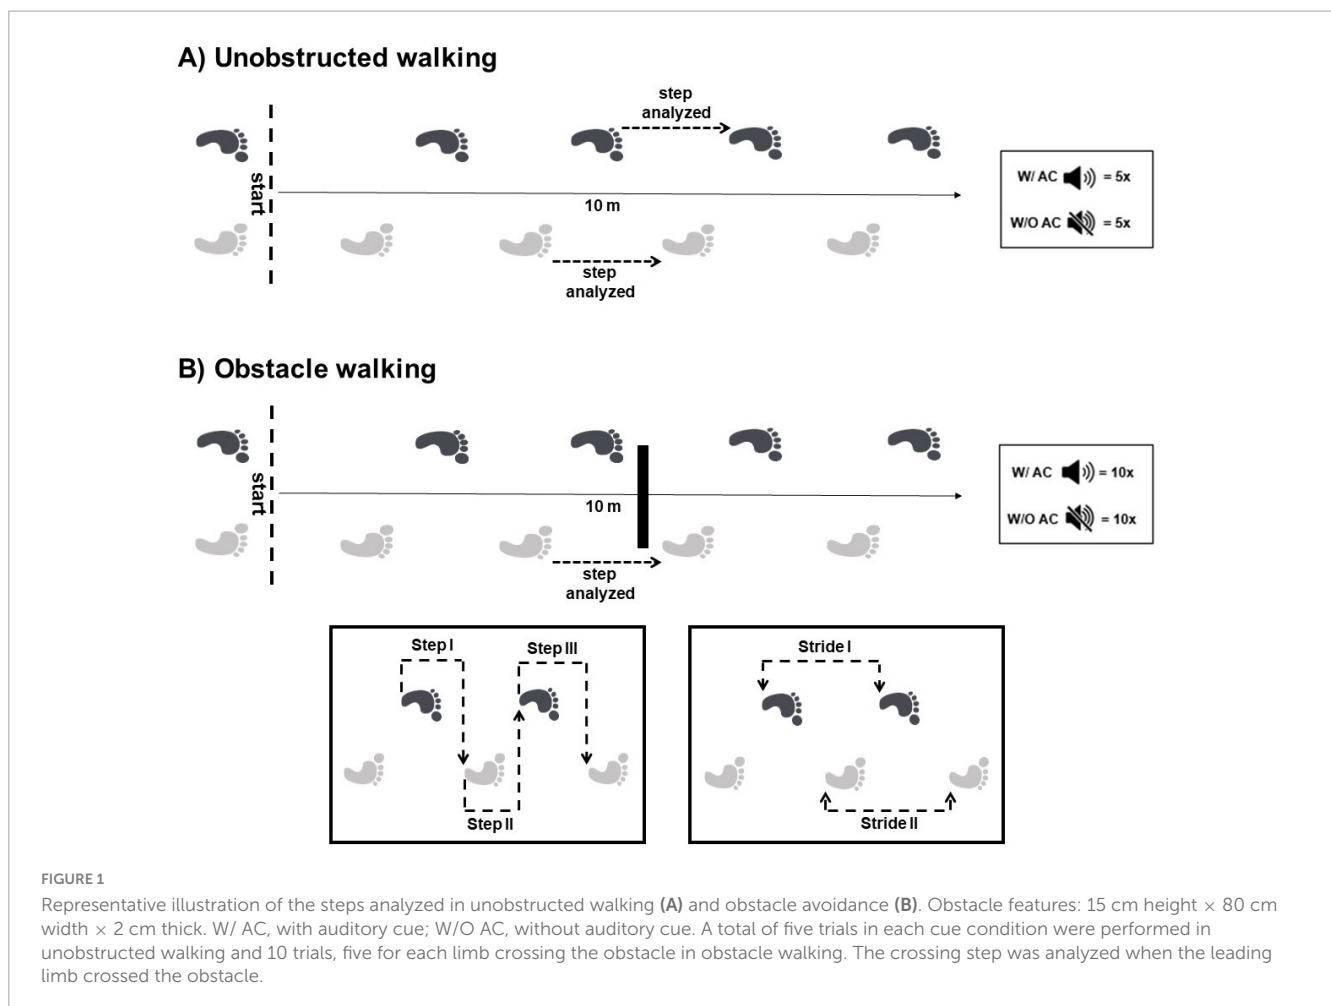 A) Unobstructed walking
step
analyzed
start
10 m
step
analyzed
W/ AC = 5x
W/O AC = 5x
B) Obstacle walking
start
10 m
step
analyzed
W/ AC = 10x
W/O AC = 10x
Step I
Step III
Step II
Stride I
Stride II
FIGURE 1
Representative illustration of the steps analyzed in unobstructed walking (A) and obstacle avoidance (B). Obstacle features: 15 cm height × 80 cm
width × 2 cm thick. W/ AC, with auditory cue; W/O AC, without auditory cue. A total of five trials in each cue condition were performed in
unobstructed walking and 10 trials, five for each limb crossing the obstacle in obstacle walking. The crossing step was analyzed when the leading
limb crossed the obstacle.